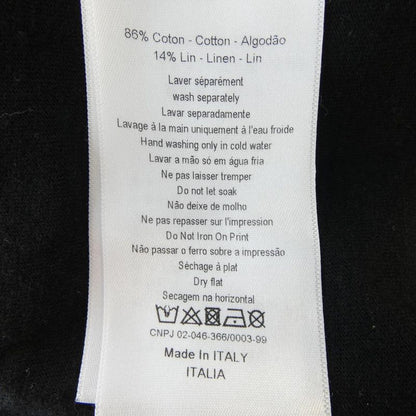 86% Coton - Cotton - Algodão
14% Lin - Linen - Lin
Laver séparément
wash separately
Lavar separadamente
Lavage à la main uniquement à l'eau froide
Hand washing only in cold water
Lavar a mão só em água fria
Ne pas laisser tremper
Do not let soak
Não deixe de molho
Ne pas repasser sur l'impression
Do Not Iron On Print
Não passar o ferro sobre a impressão
Séchage à plat
Dry flat
Secagem na horizontal
CNPJ 02-046-366/0003-99
Made In ITALY
ITALIA